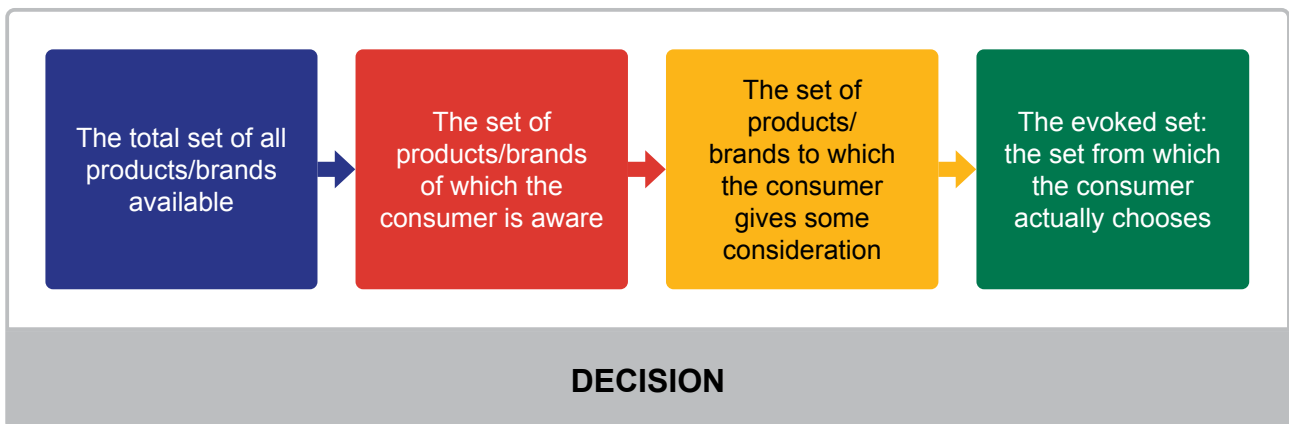 The total set of all
products/brands
available
The set of
products/brands
of which the
consumer is aware
The set of
products/
brands to which
the consumer
gives some
consideration
The evoked set:
the set from which
the consumer
actually chooses
DECISION